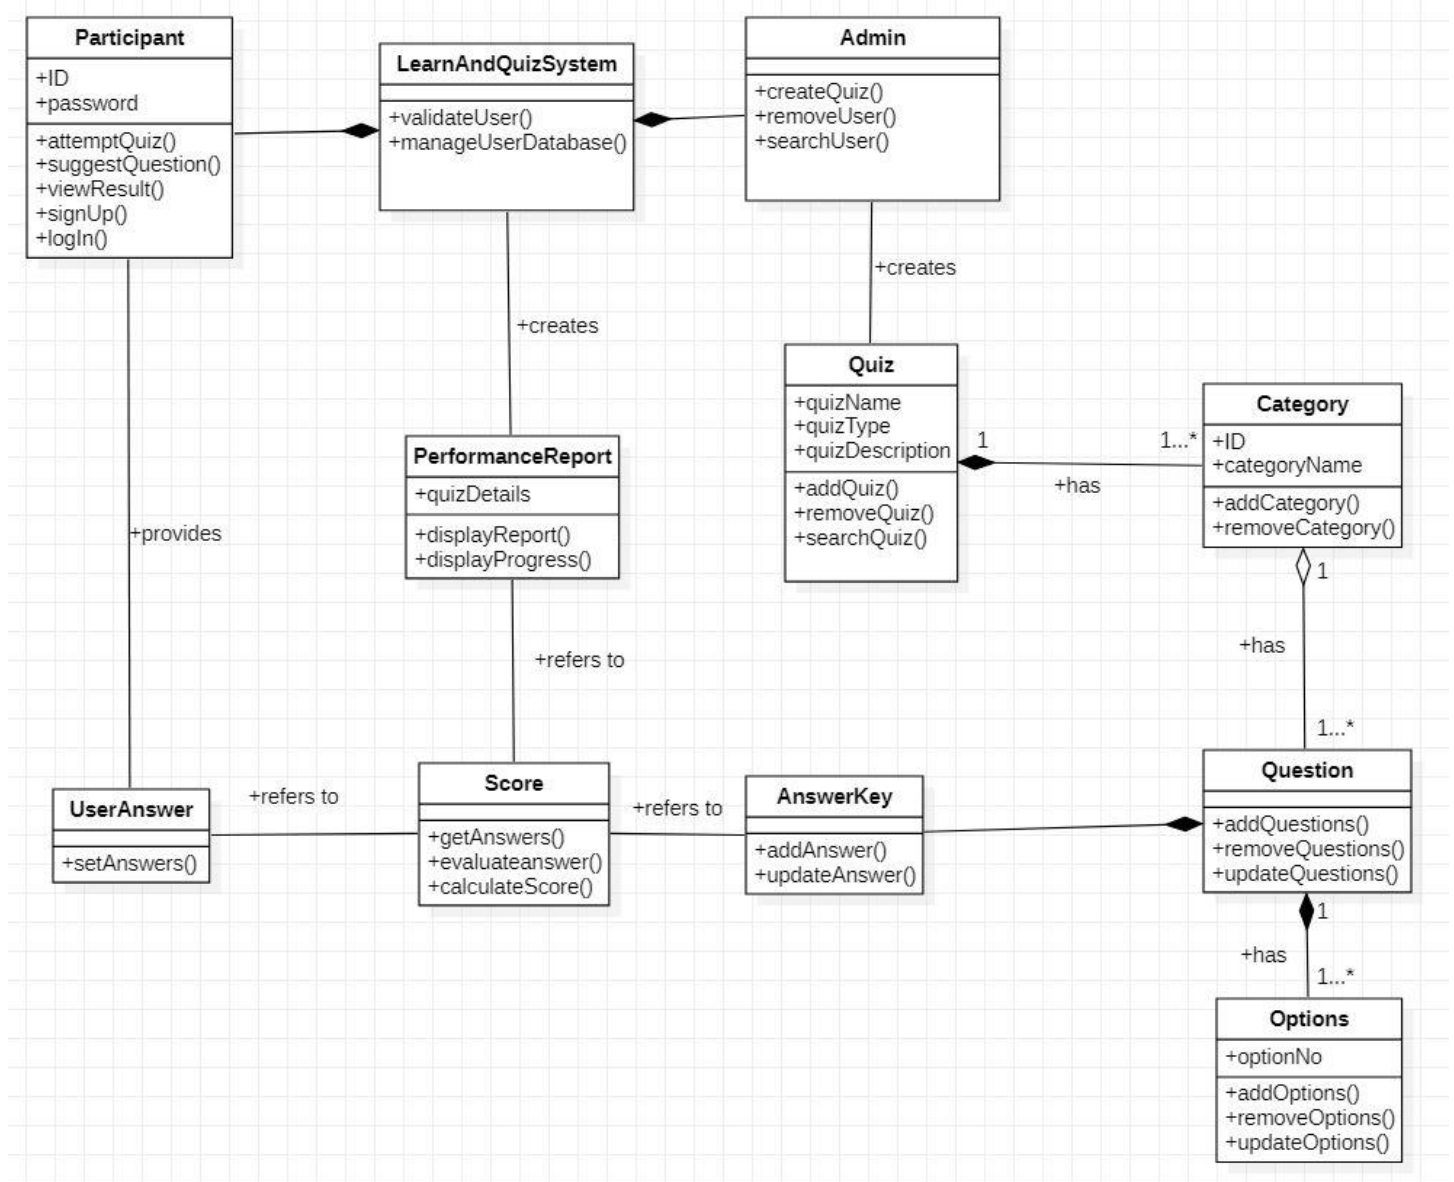 Participant
+ID
+password
+attemptQuiz()
+suggestQuestion()
+viewResult()
+signUp()
+logIn()
LearnAndQuizSystem
+validateUser()
+manageUserDatabase()
Admin
+createQuiz()
+removeUser()
+searchUser()
+creates
+creates
Quiz
+quizName
+quizType
+quizDescription
+addQuiz()
+removeQuiz()
+searchQuiz()
1
1...*
+has
Category
+ID
+categoryName
+addCategory()
+removeCategory()
PerformanceReport
+quizDetails
+displayReport()
+displayProgress()
+provides
1
+has
1...*
+refers to
UserAnswer
+setAnswers()
+refers to
Score
+getAnswers()
+evaluateanswer()
+calculateScore()
+refers to
AnswerKey
+addAnswer()
+updateAnswer()
Question
+addQuestions()
+removeQuestions()
+updateQuestions()
1
+has
1...*
Options
+optionNo
+addOptions()
+removeOptions()
+updateOptions()